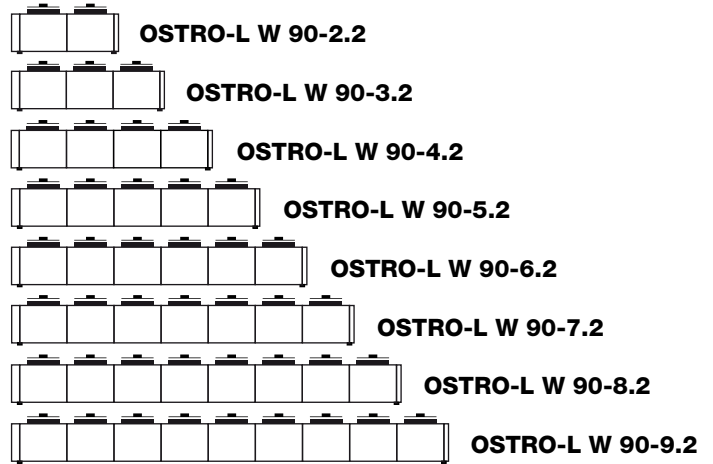 OSTRO-L W 90-2.2
OSTRO-L W 90-3.2
OSTRO-L W 90-4.2
OSTRO-L W 90-5.2
OSTRO-L W 90-6.2
OSTRO-L W 90-7.2
OSTRO-L W 90-8.2
OSTRO-L W 90-9.2